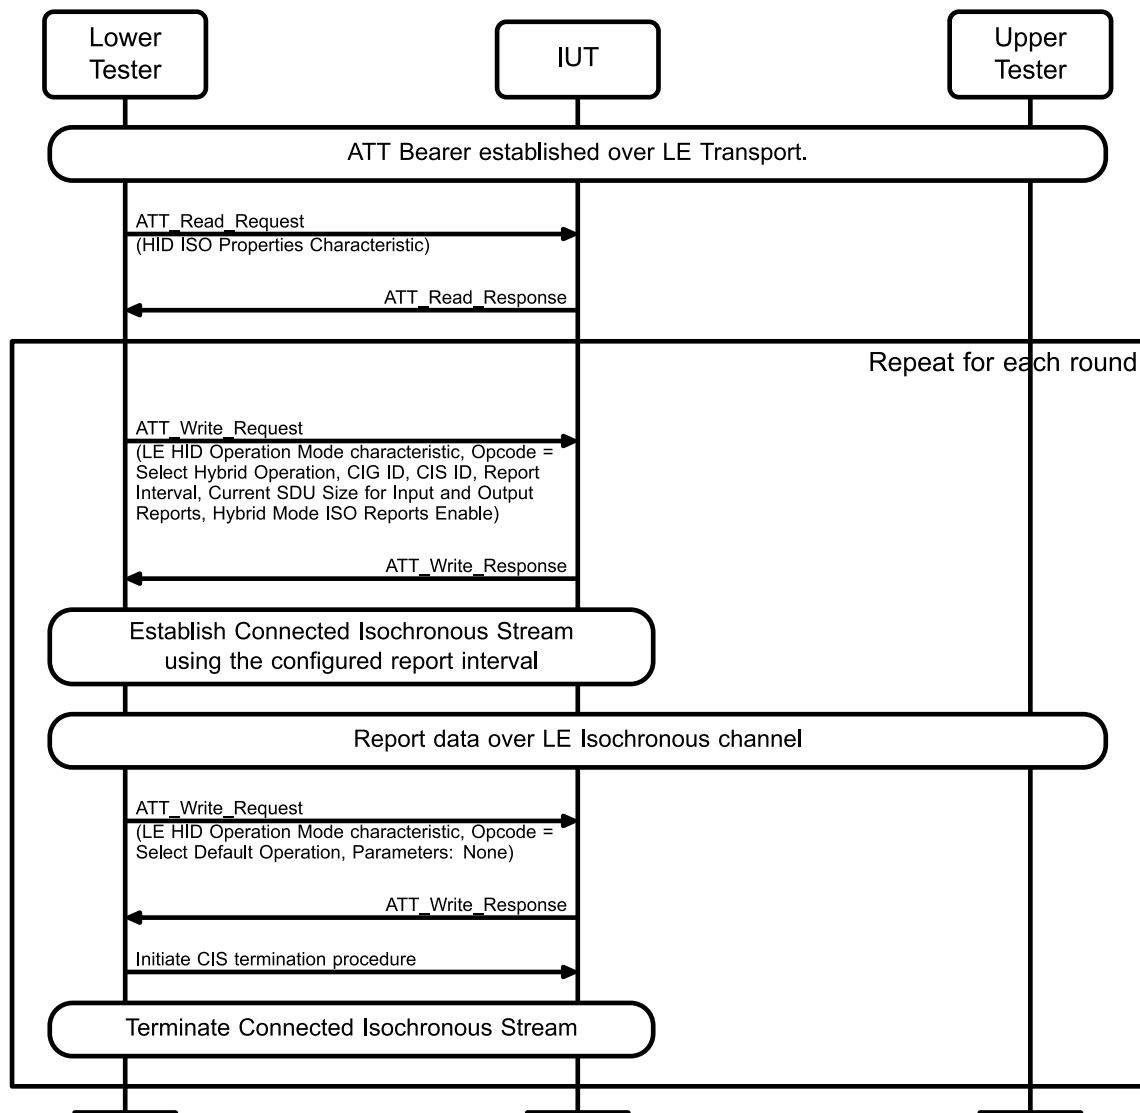 Lower
Tester
IUT
Upper
Tester
ATT Bearer established over LE Transport.
ATT_Read_Request
(HID ISO Properties Characteristic)
ATT_Read_Response
Repeat for each round
ATT_Write_Request
(LE HID Operation Mode characteristic, Opcode =
Select Hybrid Operation, CIG ID, CIS ID, Report
Interval, Current SDU Size for Input and Output
Reports, Hybrid Mode ISO Reports Enable)
ATT_Write_Response
Establish Connected Isochronous Stream
using the configured report interval
Report data over LE Isochronous channel
ATT_Write_Request
(LE HID Operation Mode characteristic, Opcode =
Select Default Operation, Parameters: None)
ATT_Write_Response
Initiate CIS termination procedure
Terminate Connected Isochronous Stream